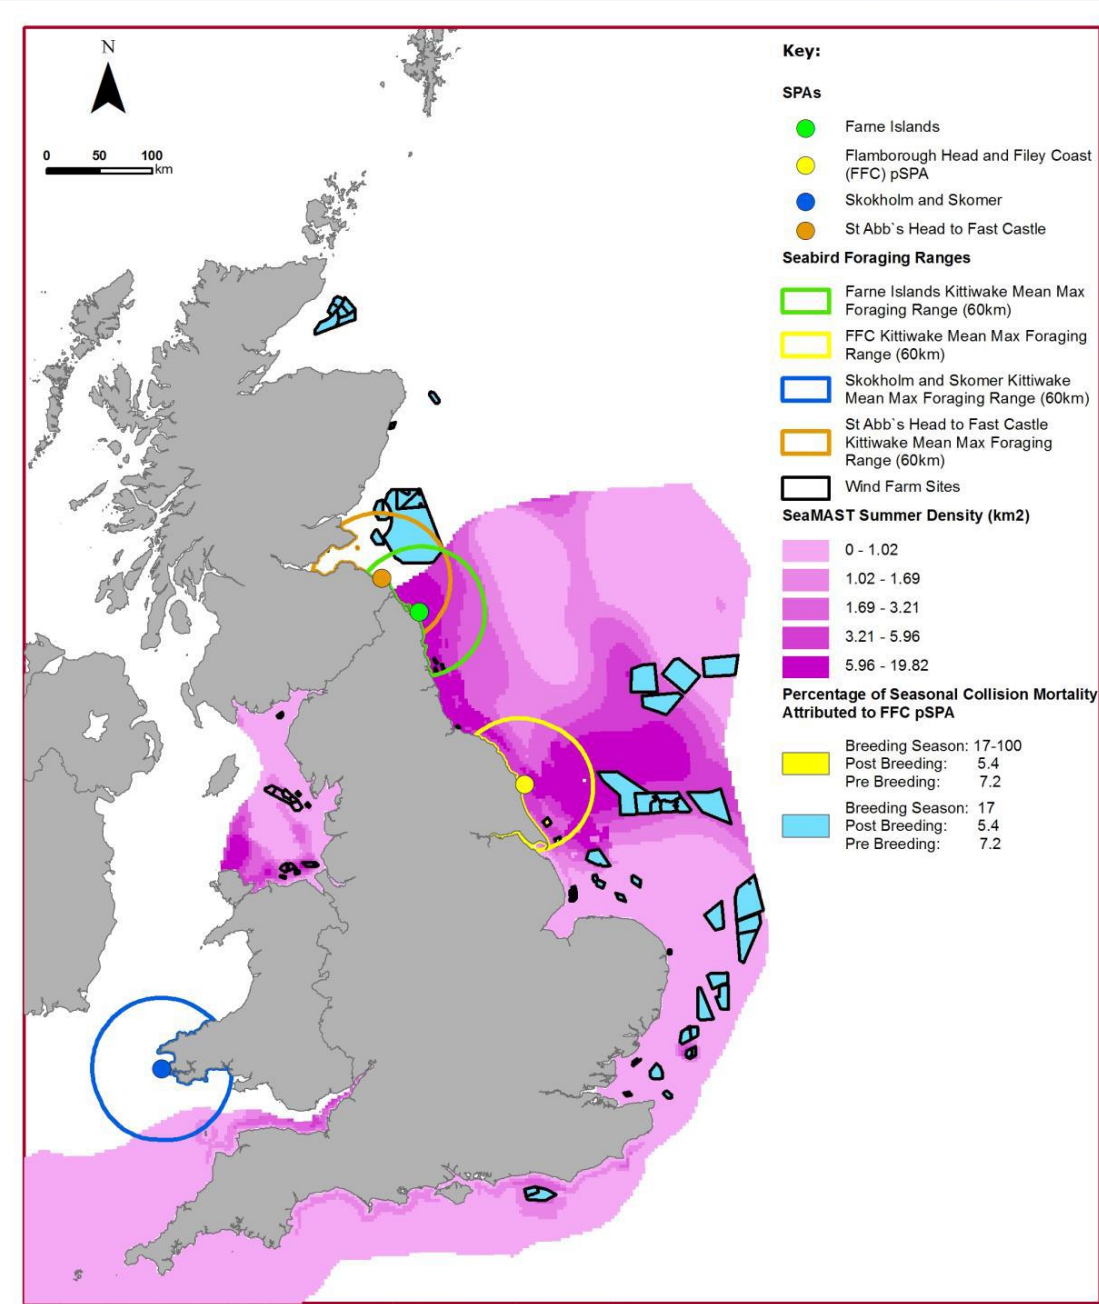 N
0 50 100
km
Key:
SPAs
Farne Islands
Flamborough Head and Filey Coast
(FFC) pSPA
Skokholm and Skomer
St Abb`s Head to Fast Castle
Seabird Foraging Ranges
Farne Islands Kittiwake Mean Max
Foraging Range (60km)
FFC Kittiwake Mean Max Foraging
Range (60km)
Skokholm and Skomer Kittiwake
Mean Max Foraging Range (60km)
St Abb`s Head to Fast Castle
Kittiwake Mean Max Foraging
Range (60km)
Wind Farm Sites
SeaMAST Summer Density (km2)
0 - 1.02
1.02 - 1.69
1.69 - 3.21
3.21 - 5.96
5.96 - 19.82
Percentage of Seasonal Collision Mortality
Attributed to FFC pSPA
Breeding Season: 17-100
Post Breeding: 5.4
Pre Breeding: 7.2
Breeding Season: 17
Post Breeding: 5.4
Pre Breeding: 7.2